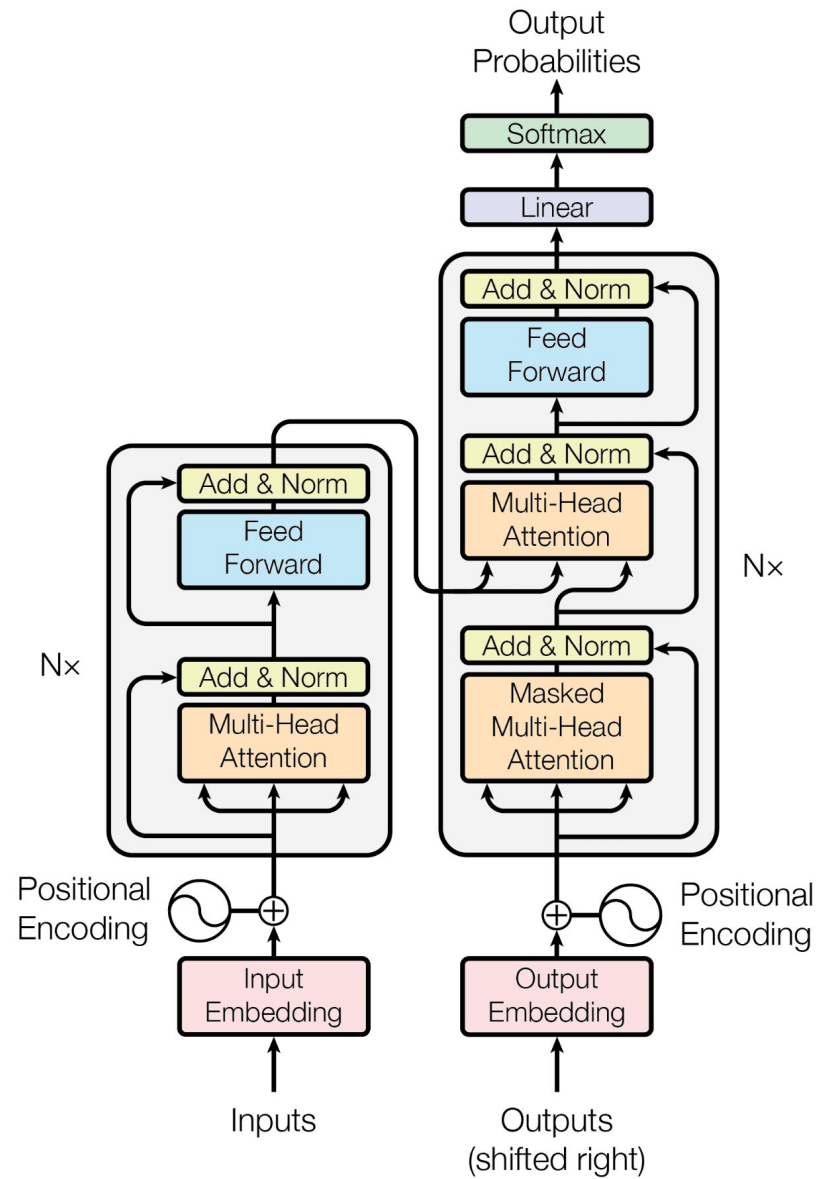 Output
Probabilities
Softmax
Linear
Add & Norm
Feed
Forward
Add & Norm
Multi-Head
Attention
N×
Add & Norm
Masked
Multi-Head
Attention
Add & Norm
Feed
Forward
N×
Add & Norm
Multi-Head
Attention
Positional
Encoding
Positional
Encoding
Input
Embedding
Output
Embedding
Inputs
Outputs
(shifted right)